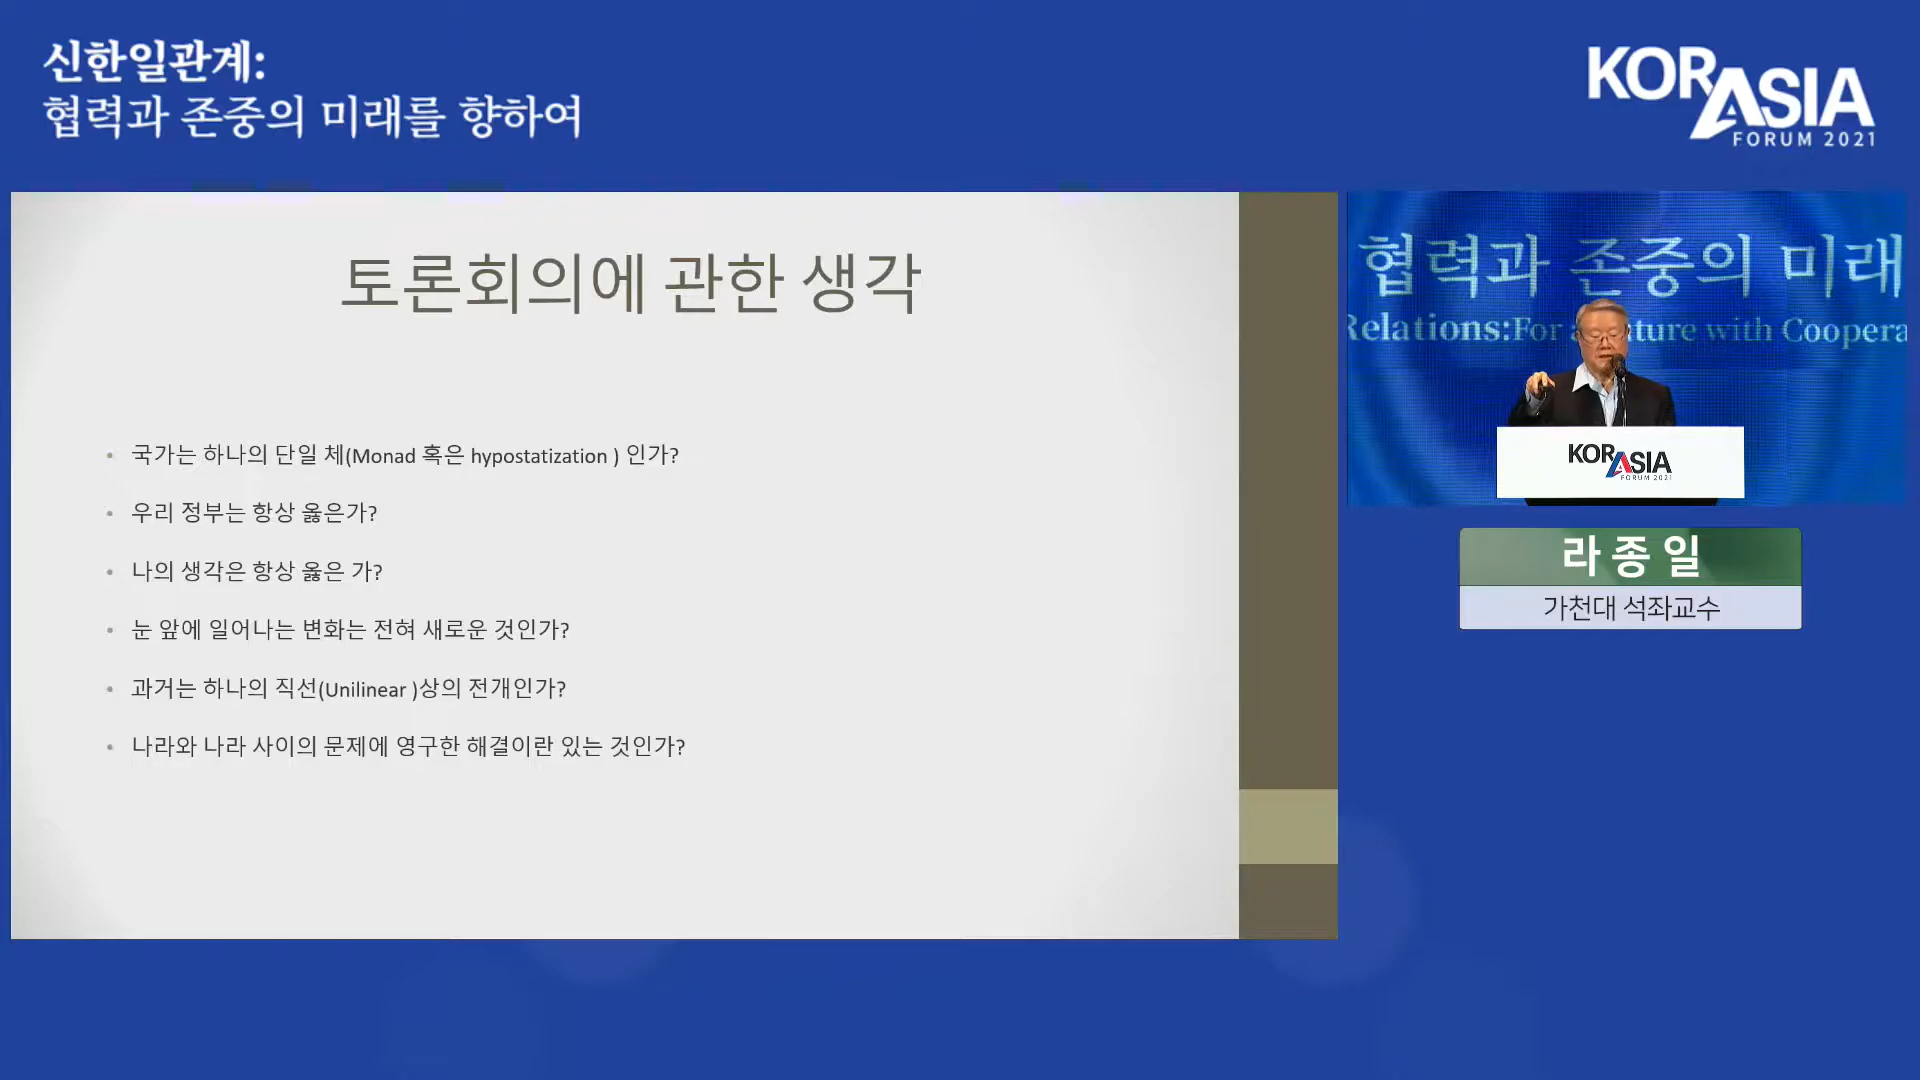 신한일관계:
협력과 존중의 미래를 향하여
KORASIA
FORUM 2021
토론회의에 관한 생각
• 국가는 하나의 단일 체(Monad 혹은 hypostatization ) 인가?
• 우리 정부는 항상 옳은가?
• 나의 생각은 항상 옳은 가?
• 눈 앞에 일어나는 변화는 전혀 새로운 것인가?
• 과거는 하나의 직선(Unilinear )상의 전개인가?
• 나라와 나라 사이의 문제에 영구한 해결이란 있는 것인가?
협력과 존중의 미래
Relations:For a Future with Coopera
KORASIA
FORUM 2021
라종일
가천대 석좌교수